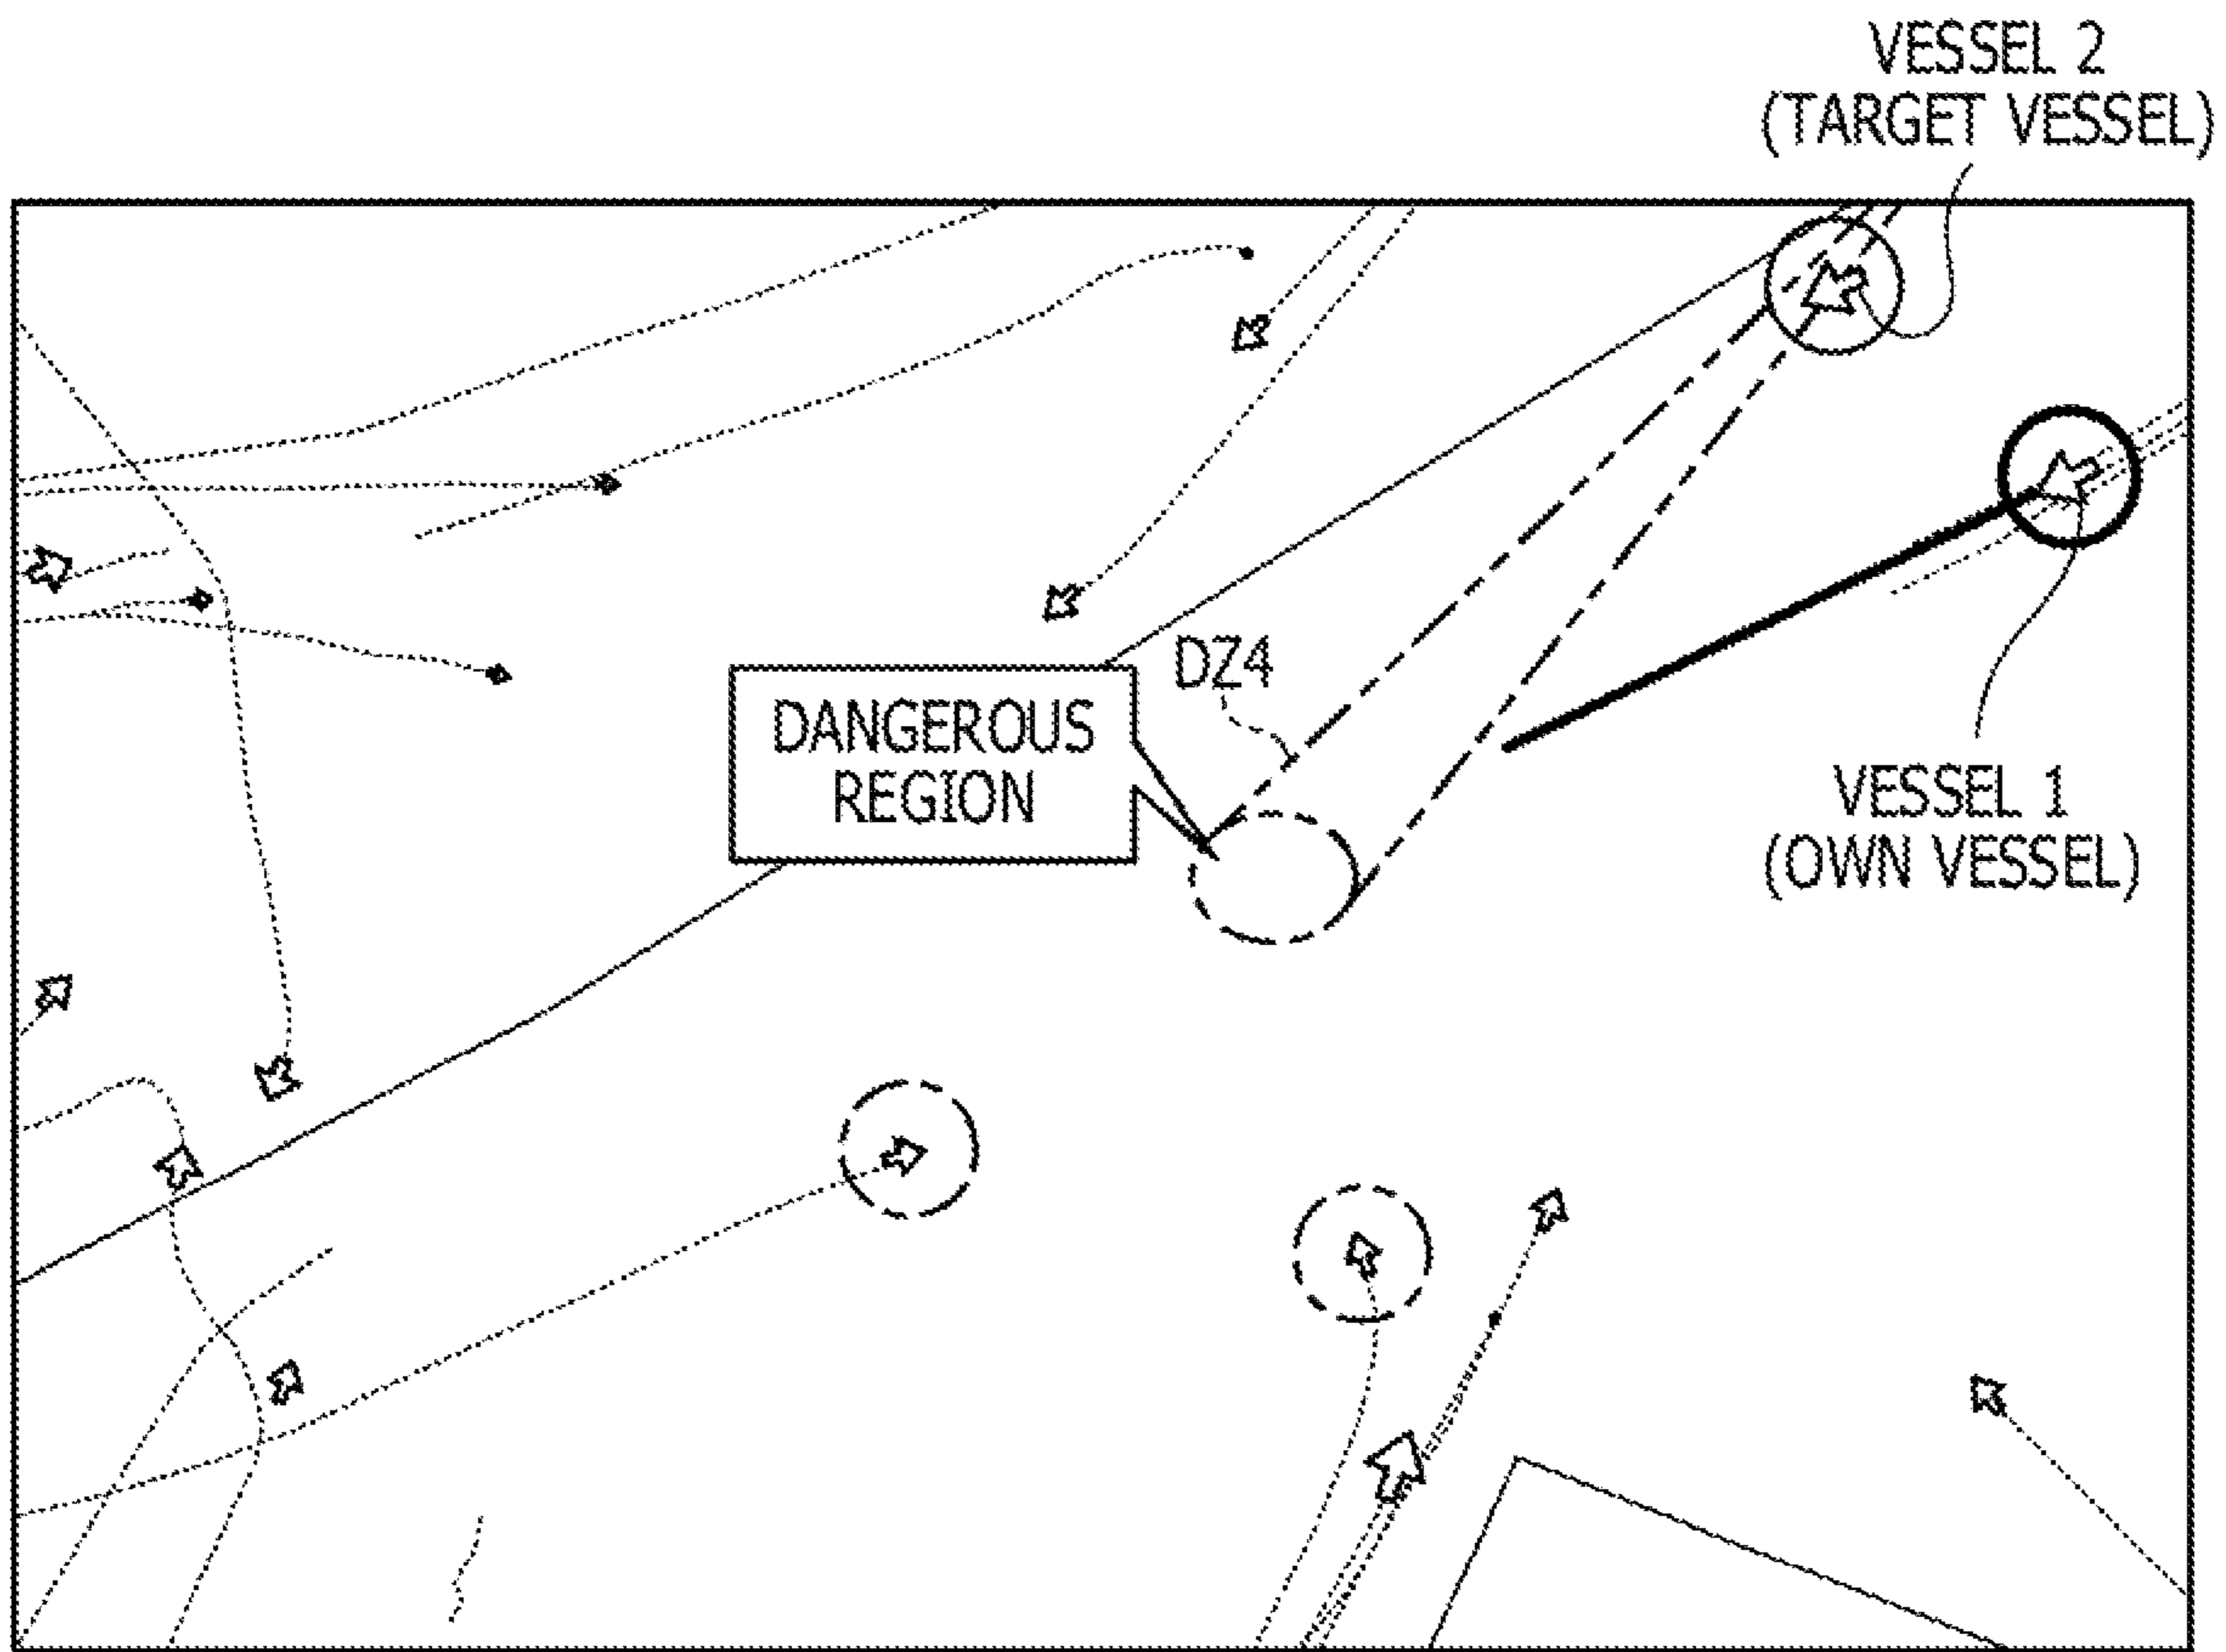 VESSEL 2
(TARGET VESSEL)
DZ4
DANGEROUS
REGION
VESSEL 1
(OWN VESSEL)